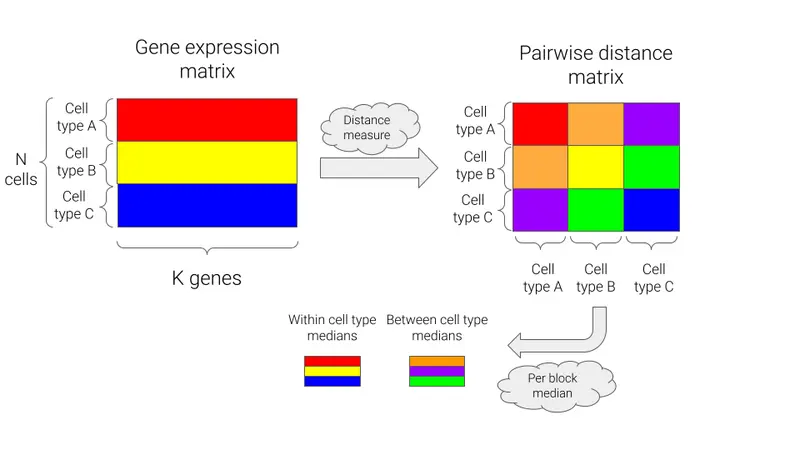 Gene expression
matrix
Cell
type A
Cell
type B
Cell
type C
N
cells
K genes
Distance
measure
Pairwise distance
matrix
Cell
type A
Cell
type B
Cell
type C
Cell
type A
Cell
type B
Cell
type C
Within cell type
medians
Between cell type
medians
Per block
median